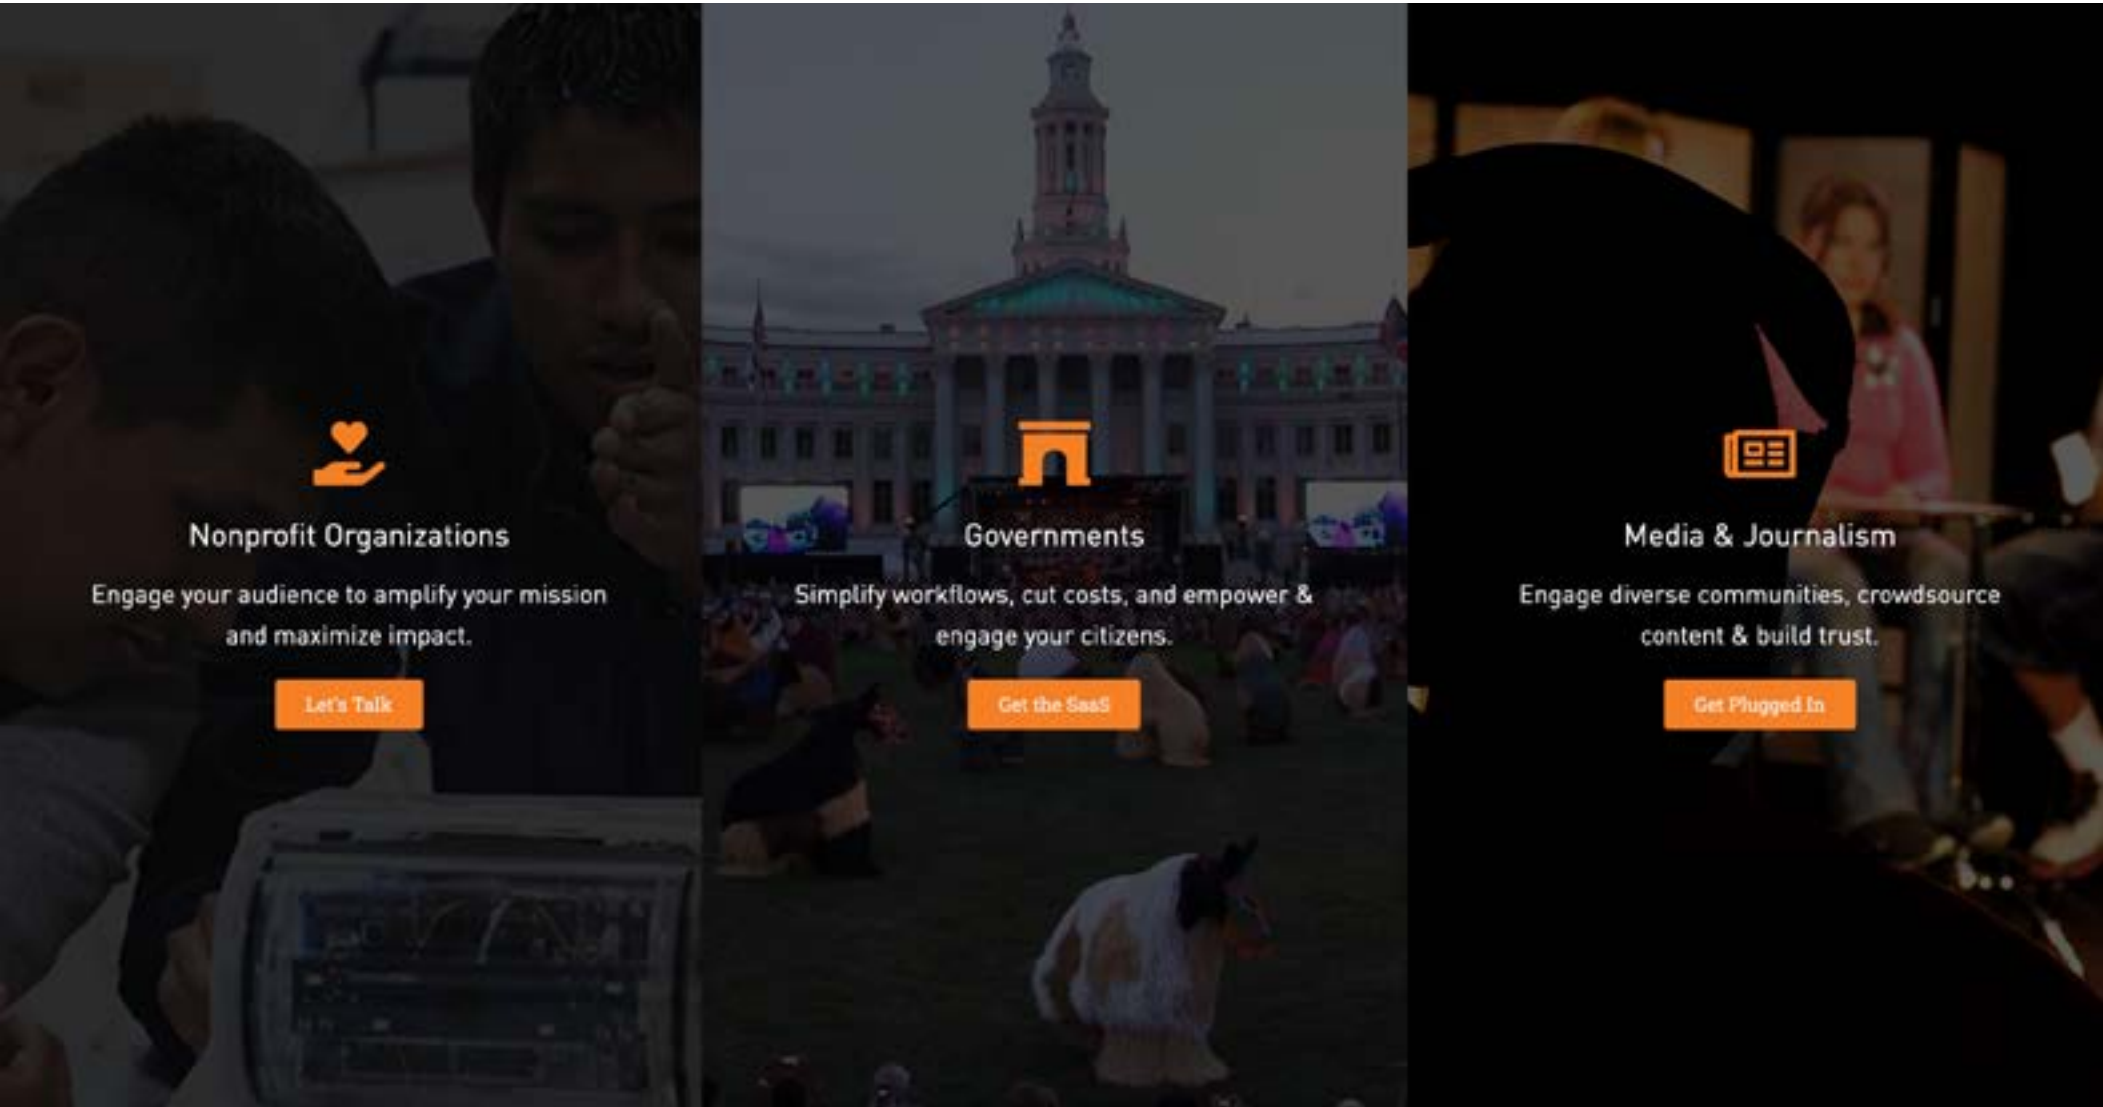 Nonprofit Organizations
Engage your audience to amplify your mission
and maximize impact.
Let's Talk
Governments
Simplify workflows, cut costs, and empower &
engage your citizens.
Get the SaaS
Media & Journalism
Engage diverse communities, crowdsource
content & build trust.
Get Plugged In